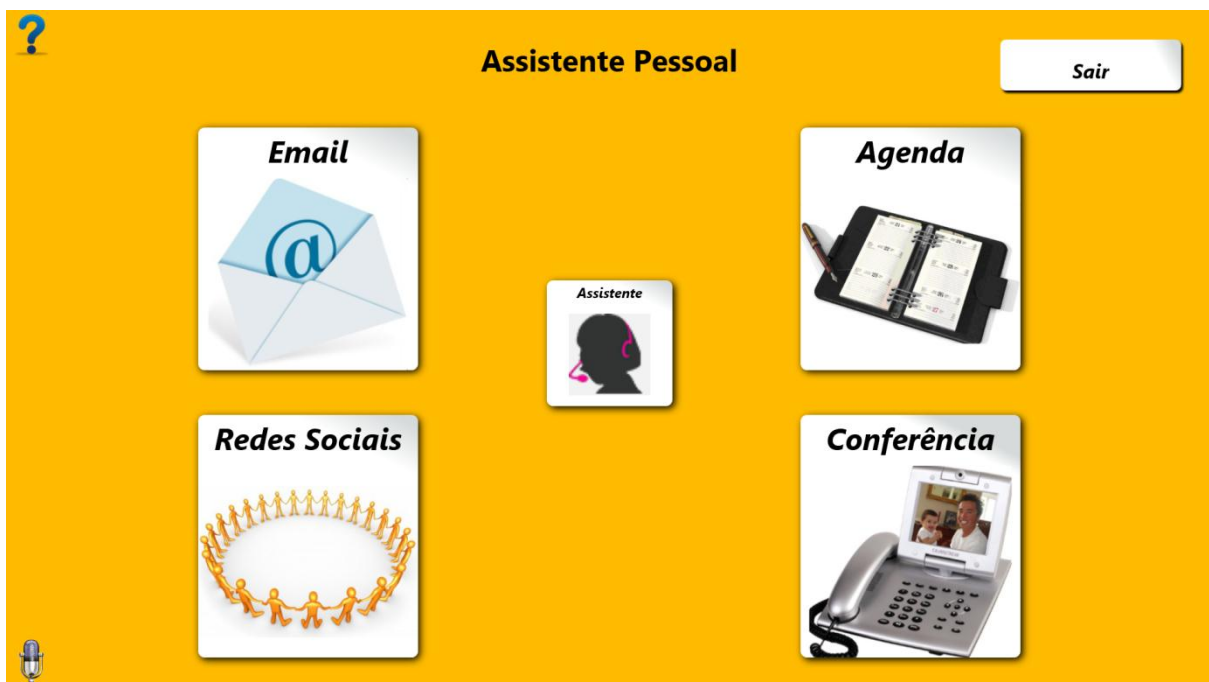 ?
Assistente Pessoal
Sair
Email
@
Agenda
Assistente
Redes Sociais
Conferência